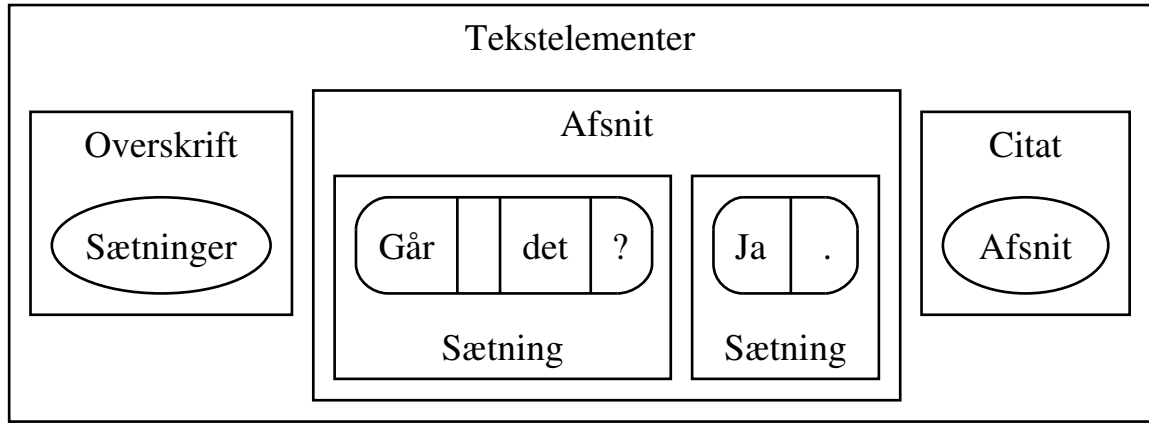 Tekstelementer
Overskrift
Sætninger
Afsnit
Går det ?
Sætning
Ja .
Sætning
Citat
Afsnit